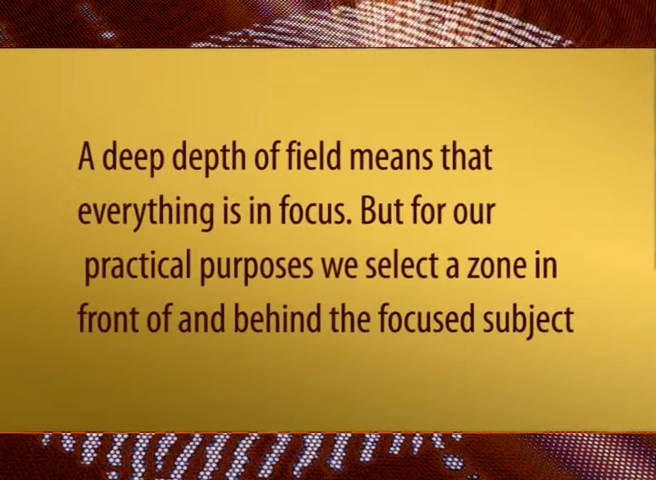 A deep depth of field means that
everything is in focus. But for our
practical purposes we select a zone in
front of and behind the focused subject